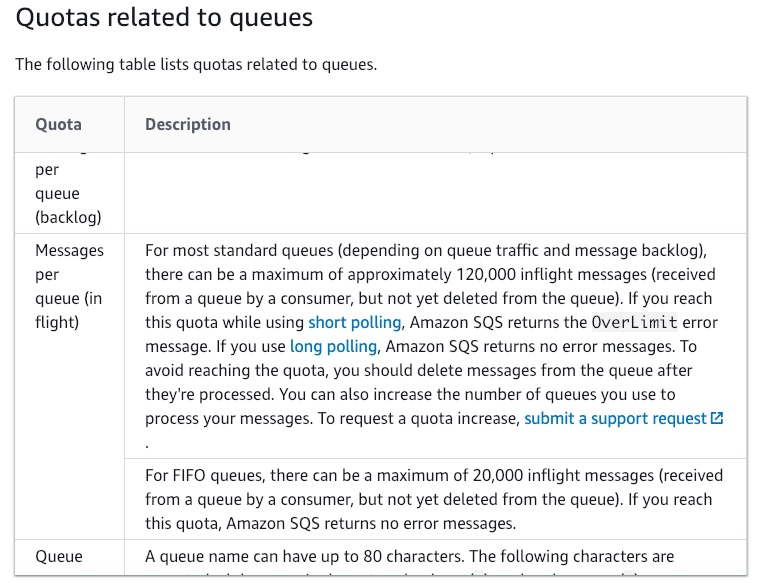 Quotas related to queues
The following table lists quotas related to queues.
Quota
Description
per
queue
(backlog)
Messages
per
queue (in
flight)
For most standard queues (depending on queue traffic and message backlog),
there can be a maximum of approximately 120,000 inflight messages (received
from a queue by a consumer, but not yet deleted from the queue). If you reach
this quota while using short polling, Amazon SQS returns the OverLimit error
message. If you use long polling, Amazon SQS returns no error messages. To
avoid reaching the quota, you should delete messages from the queue after
they're processed. You can also increase the number of queues you use to
process your messages. To request a quota increase, submit a support request
.
For FIFO queues, there can be a maximum of 20,000 inflight messages (received
from a queue by a consumer, but not yet deleted from the queue). If you reach
this quota, Amazon SQS returns no error messages.
Queue
A queue name can have up to 80 characters. The following characters are